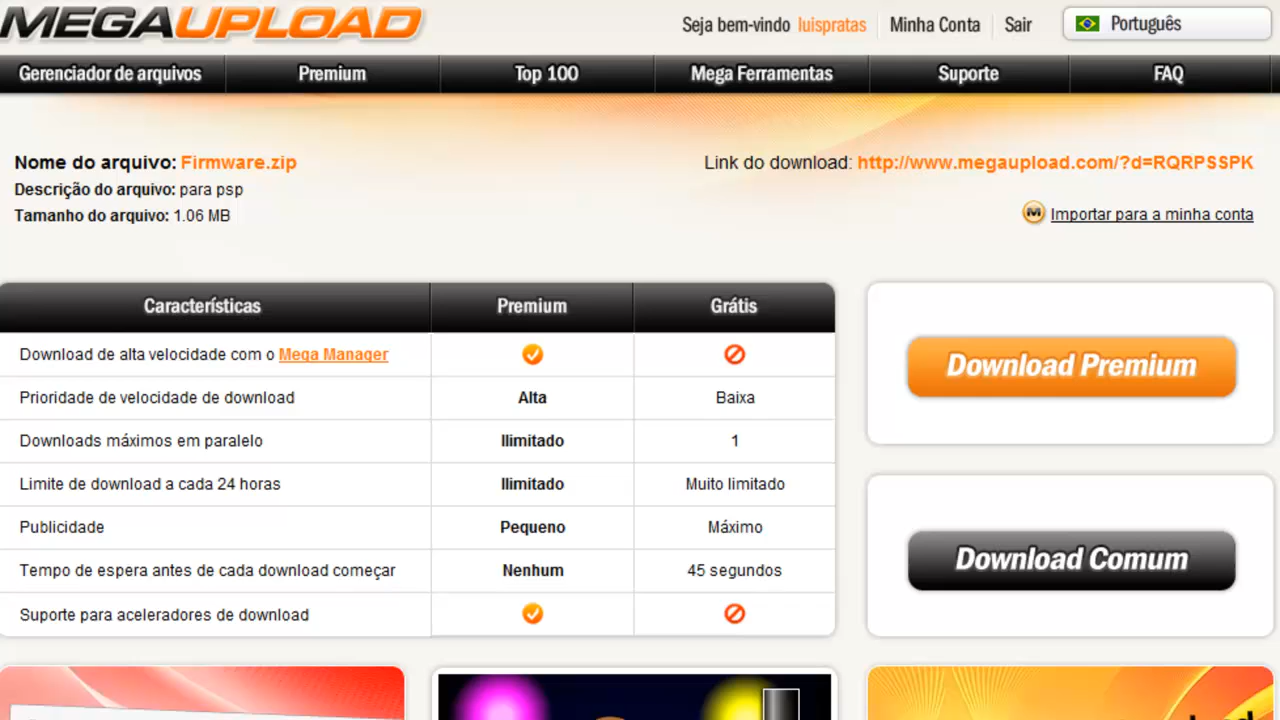 MEGAUPLOAD
Seja bem-vindo luispratas Minha Conta Sair Português
Gerenciador de arquivos Premium Top 100 Mega Ferramentas Suporte FAQ
Nome do arquivo: Firmware.zip
Descrição do arquivo: para psp
Tamanho do arquivo: 1.06 MB
Link do download: http://www.megaupload.com/?d=RQRPSSPK
Importar para a minha conta
Características Premium Grátis
Download de alta velocidade com o Mega Manager
Prioridade de velocidade de download Alta Baixa
Downloads máximos em paralelo Ilimitado 1
Limite de download a cada 24 horas Ilimitado Muito limitado
Publicidade Pequeno Máximo
Tempo de espera antes de cada download começar Nenhum 45 segundos
Suporte para aceleradores de download
Download Premium
Download Comum